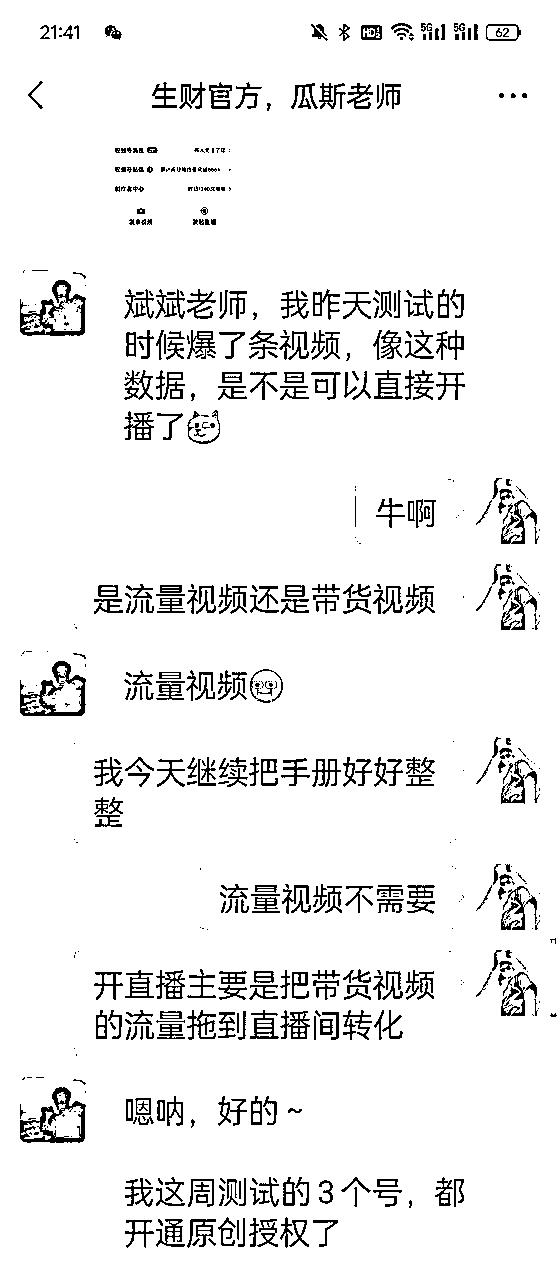 21:41
HD
5G
5G
62
生财官方，瓜斯老师
斌斌老师，我昨天测试的
时候爆了条视频，像这种
数据，是不是可以直接开
播了
牛啊
是流量视频还是带货视频
流量视频
我今天继续把手册好好整
整
流量视频不需要
开直播主要是把带货视频
的流量拖到直播间转化
嗯呐，好的~
我这周测试的3个号，都
开通原创授权了